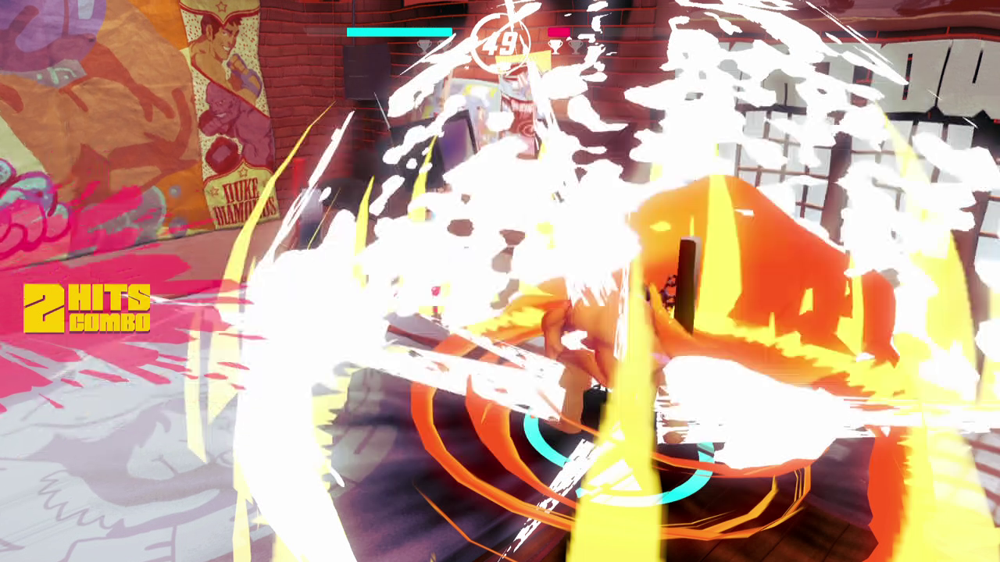 49
DUKE
DIAMONDS
2 HITS
COMBO